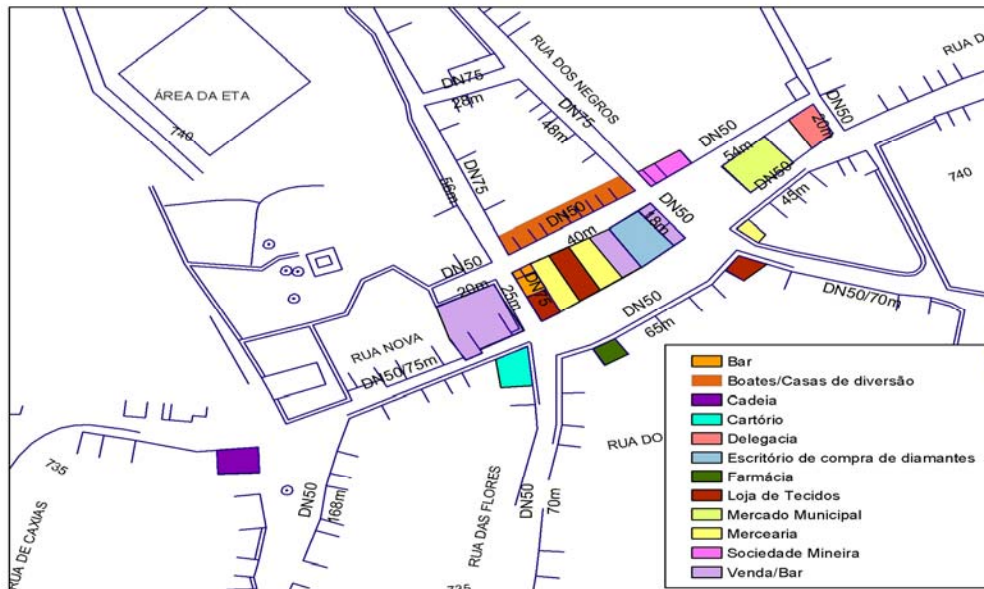 RUA DOS NEGROS
RUA D
DN75
28m
ÁREA DA ETA
740
DN75
48m
DN50
DN50
20m
54m
DN50
740
DN75
56m
45m
DN50
DN50
18m
40m
DN50
20m
DN75
25m
DN50
65m
DN50/70m
RUA NOVA
DN50/75m
Bar
Boates/Casas de diversão
Cadeia
Cartório
Delegacia
Escritório de compra de diamantes
Farmácia
Loja de Tecidos
Mercado Municipal
Mercearia
Sociedade Mineira
Venda/Bar
RUA DO
735
DN50
168m
DN50
70m
RUA DAS FLORES
RUA DE CAXIAS
735